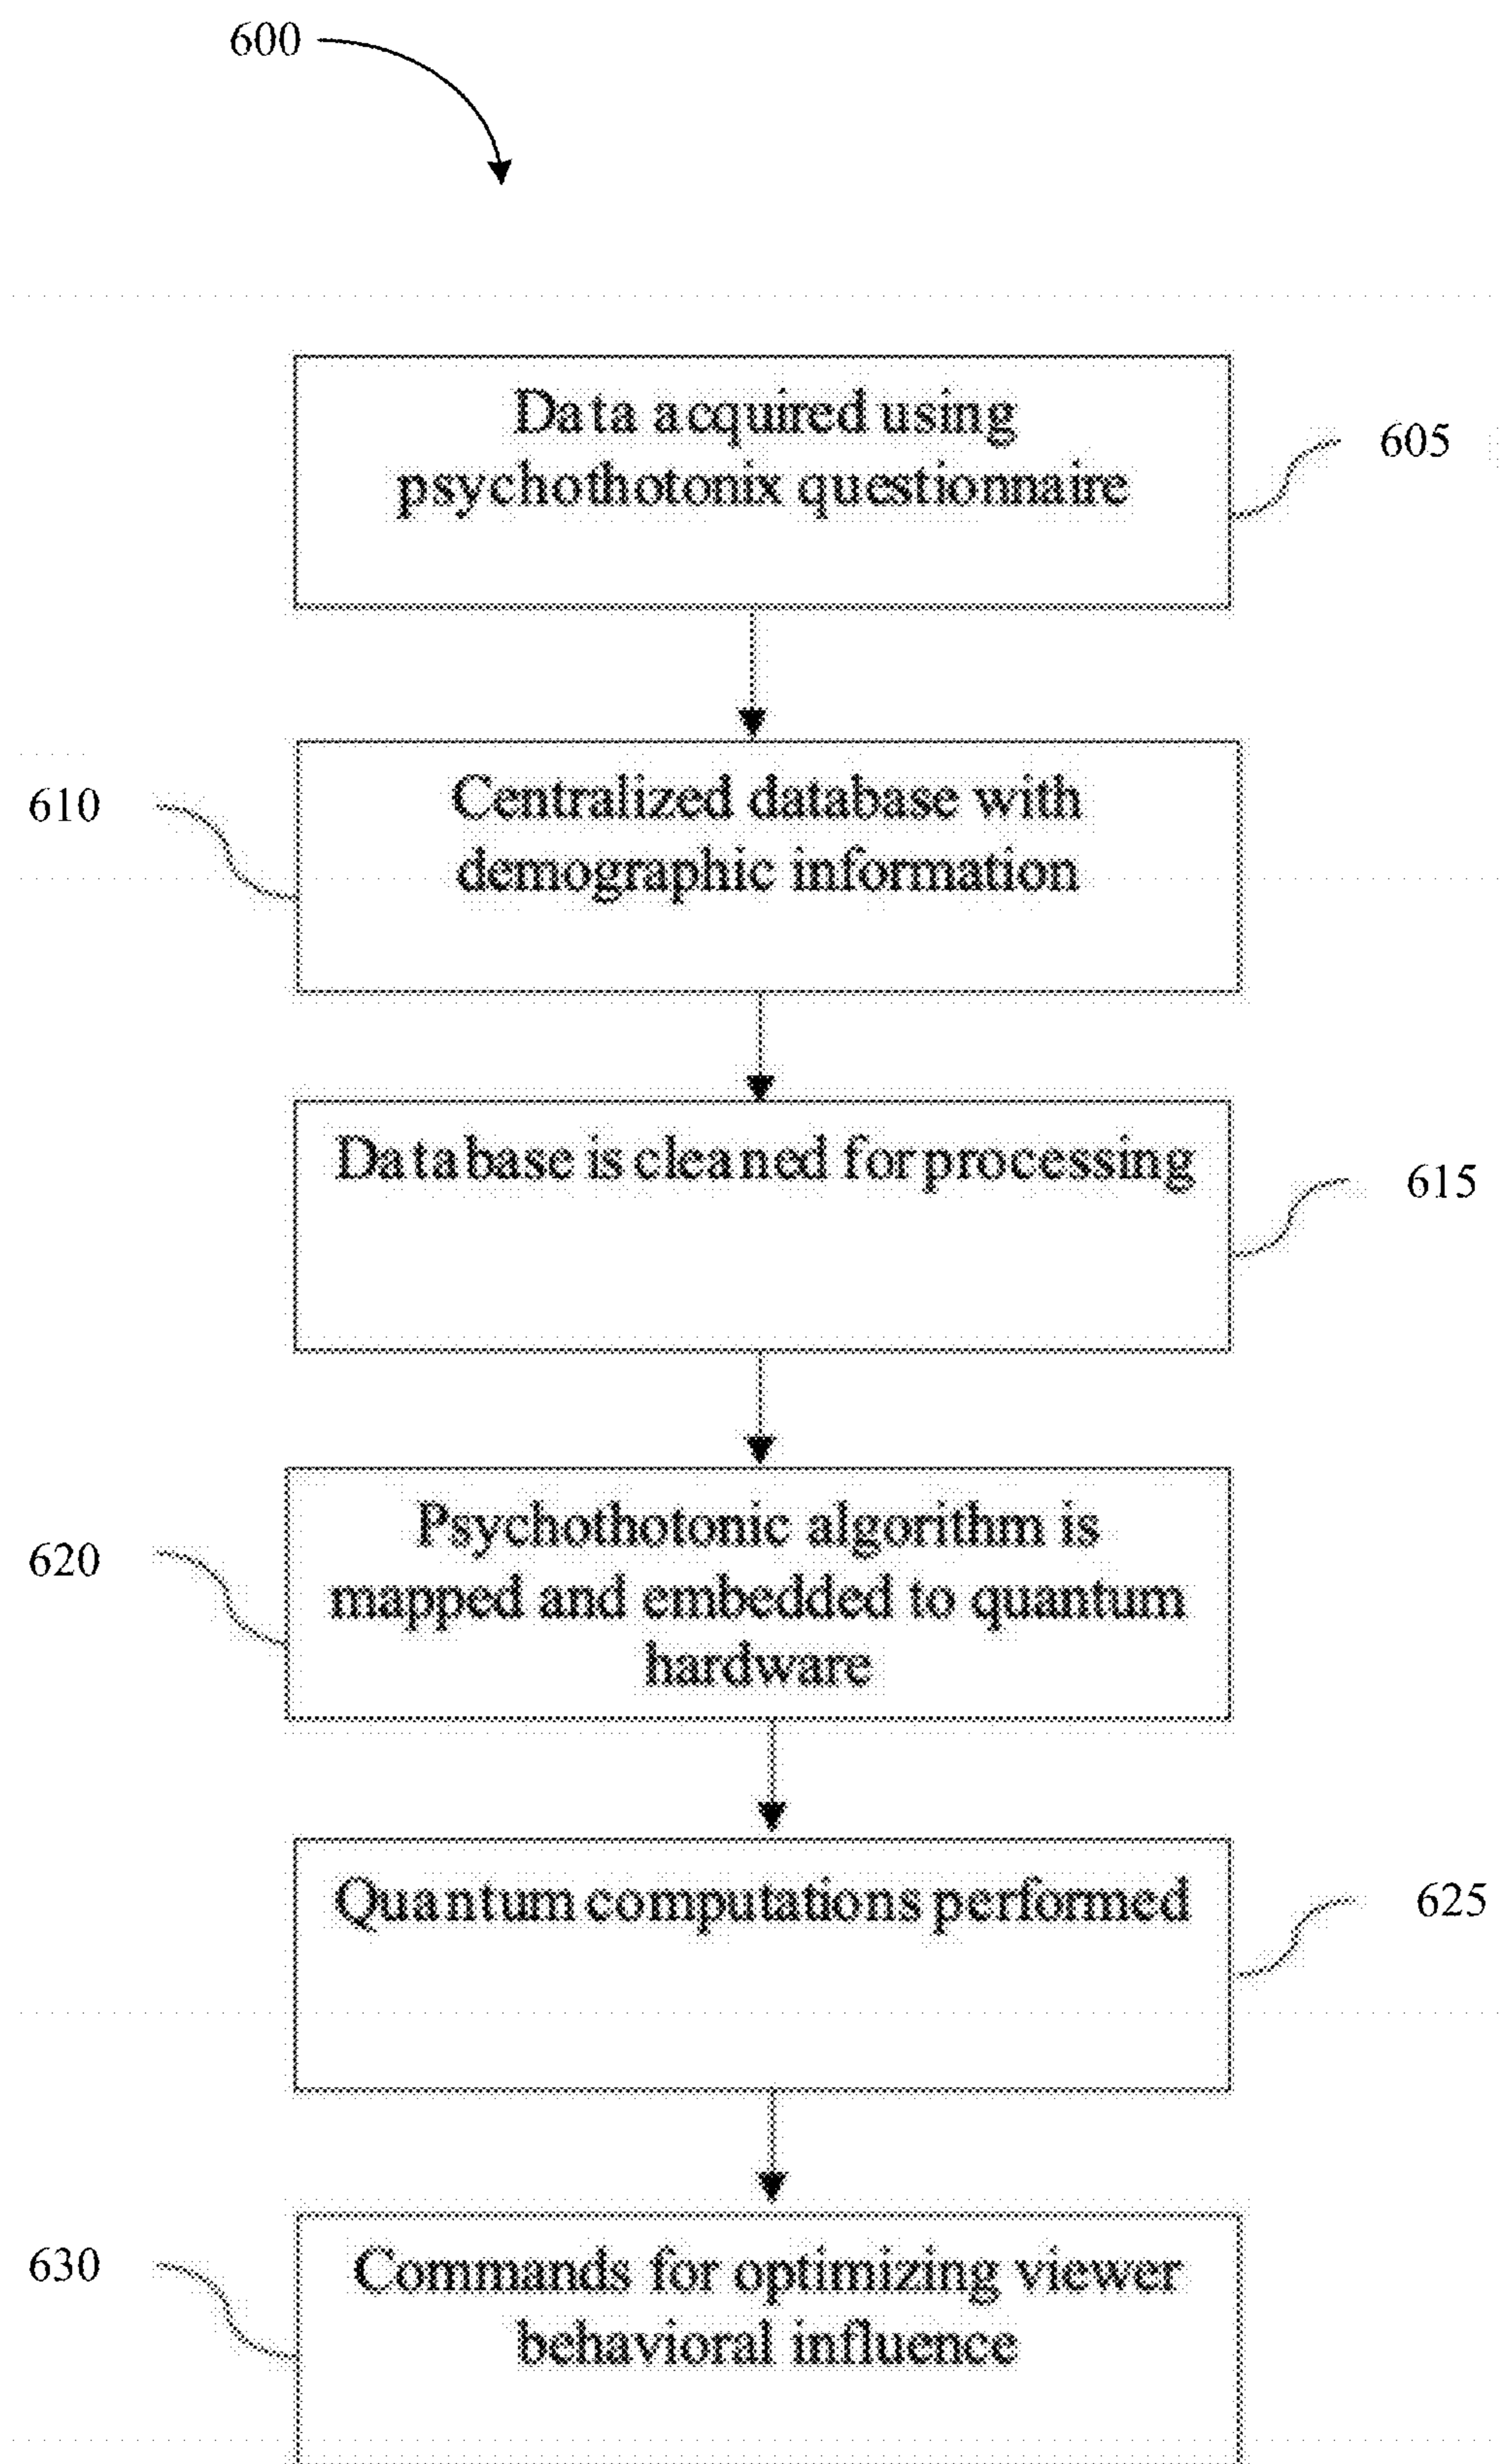 600
Data acquired using
psychothotonix questionnaire
605
610
Centralized database with
demographic information
Database is cleaned for processing
615
620
Psychothotonic algorithm is
mapped and embedded to quantum
hardware
Quantum computations performed
625
630
Commands for optimizing viewer
behavioral influence